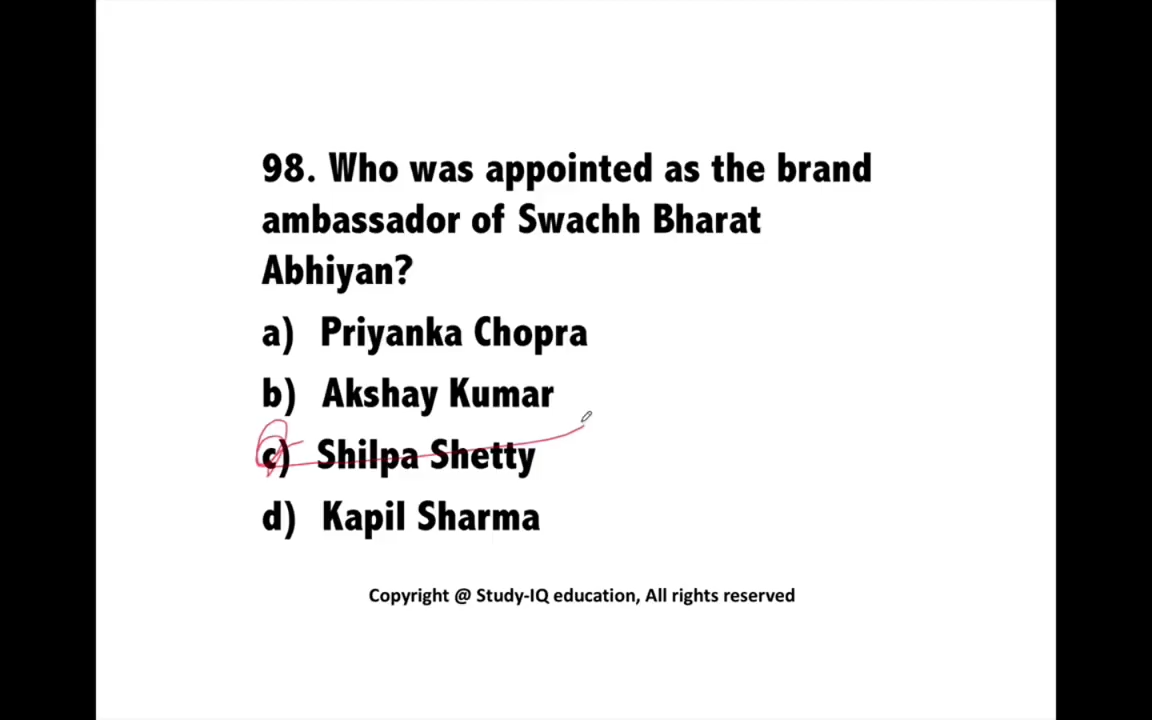 98. Who was appointed as the brand
ambassador of Swachh Bharat
Abhiyan?
a) Priyanka Chopra
b) Akshay Kumar
c) Shilpa Shetty
d) Kapil Sharma
Copyright @ Study-IQ education, All rights reserved